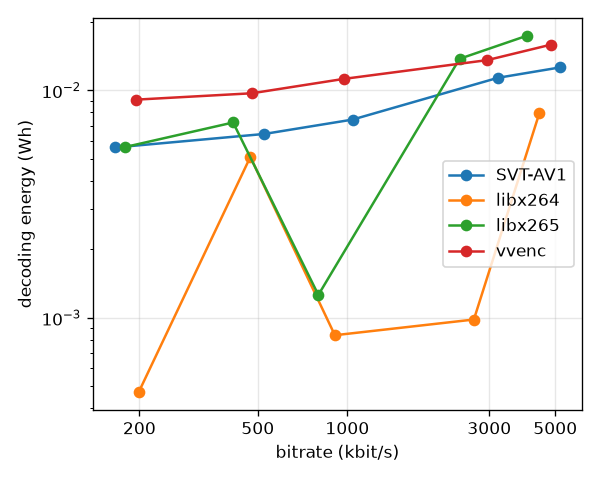 10⁻²
10⁻³
decoding energy (Wh)
SVT-AV1
libx264
libx265
vvenc
200 500 1000 3000 5000
bitrate (kbit/s)